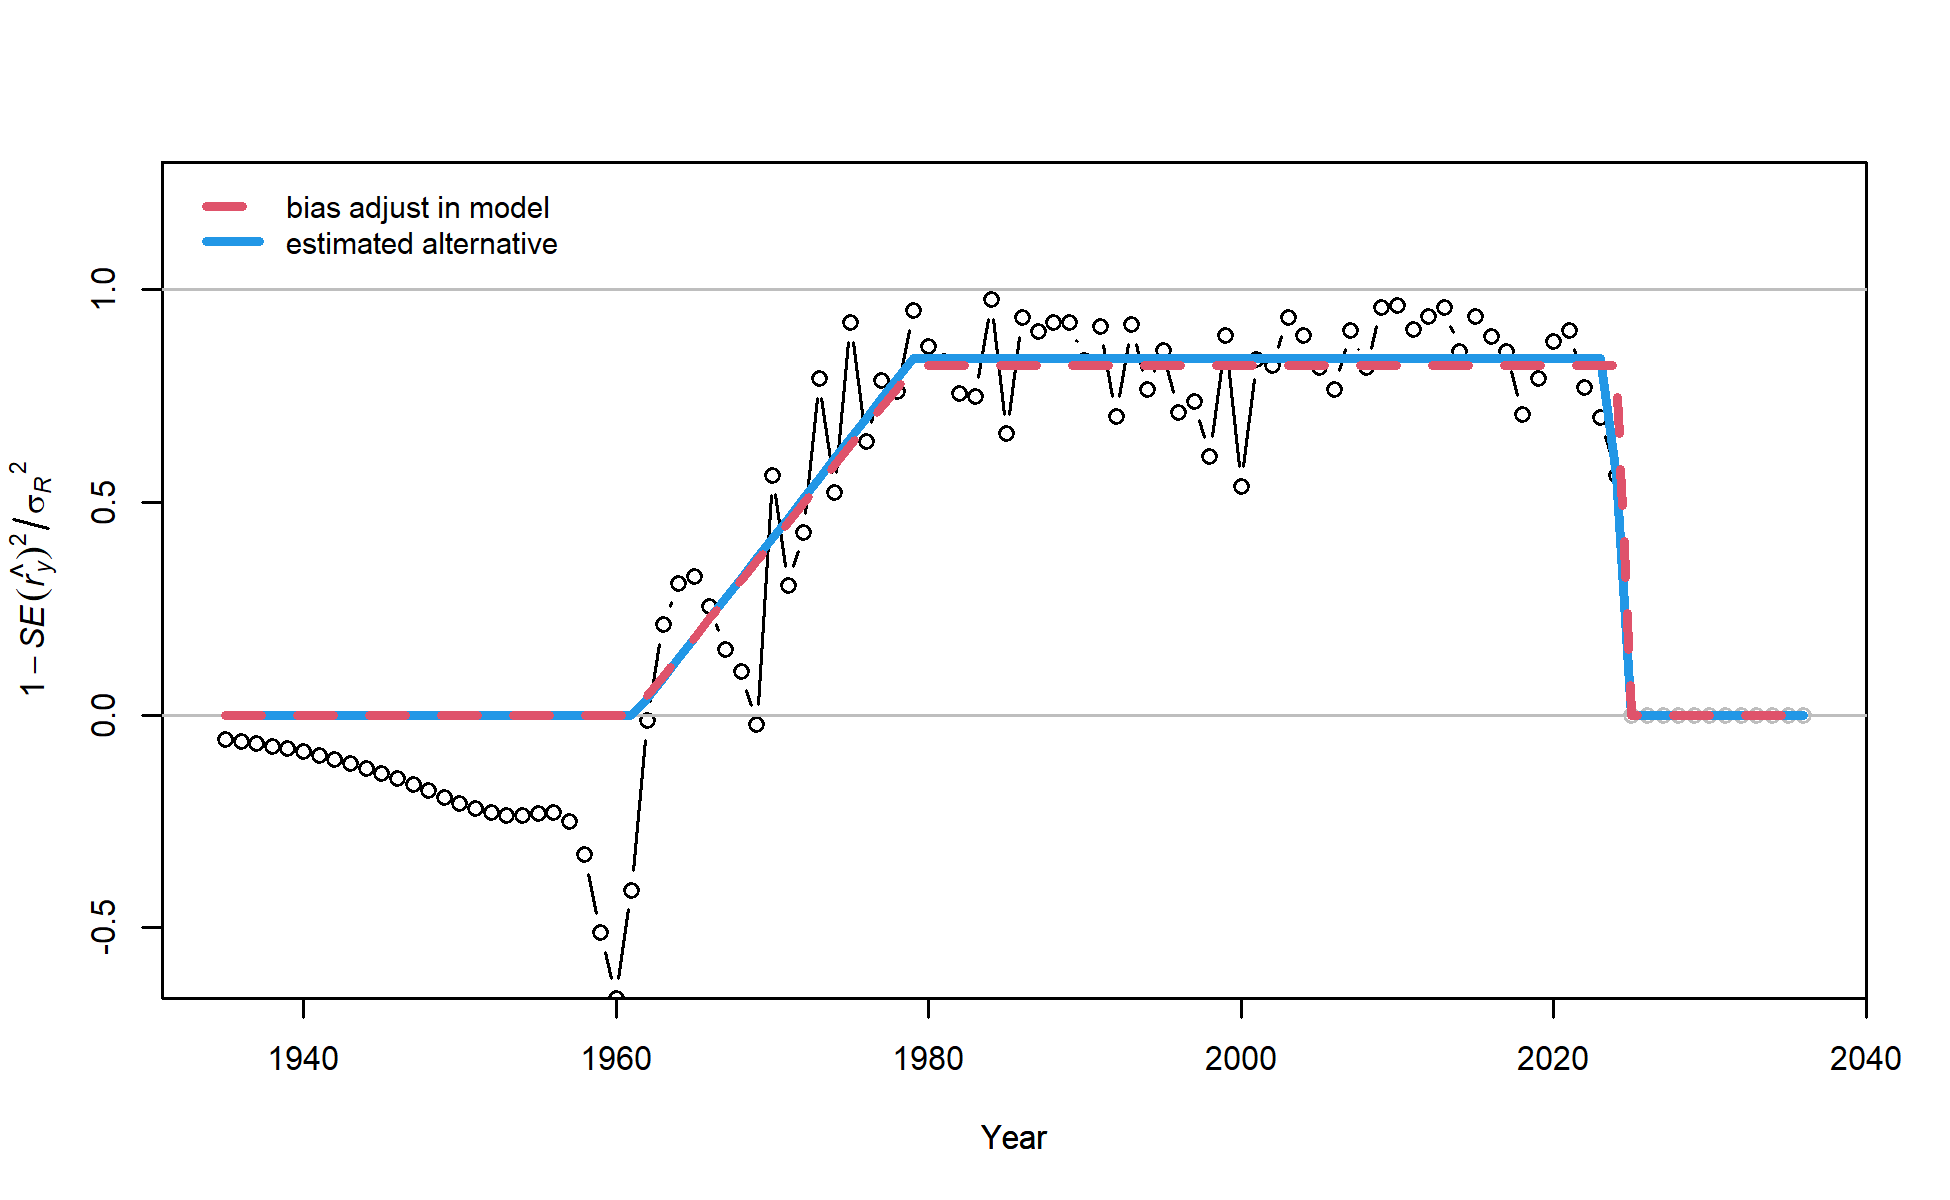 bias adjust in model
estimated alternative
1 − SE(r̂y)² / σR²
1.0
0.5
0.0
-0.5
1940
1960
1980
2000
2020
2040
Year